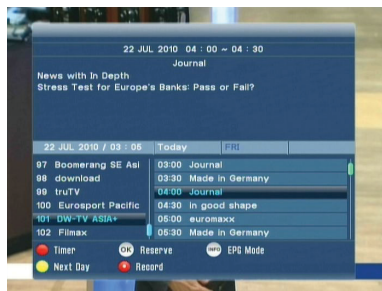 22 JUL 2010 04 : 00 ~ 04 : 30
Journal
News with In Depth
Stress Test for Europe's Banks: Pass or Fail?
22 JUL 2010 / 03 : 05 Today FRI
97 Boomerang SE Asi 03:00 Journal
98 download 03:30 Made in Germany
99 truTV 04:00 Journal
100 Eurosport Pacific 04:30 in good shape
101 DW-TV ASIA+ 05:00 euromaxx
102 Filmax 05:30 Made in Germany
Timer OK Reserve INFO EPG Mode
Next Day Record